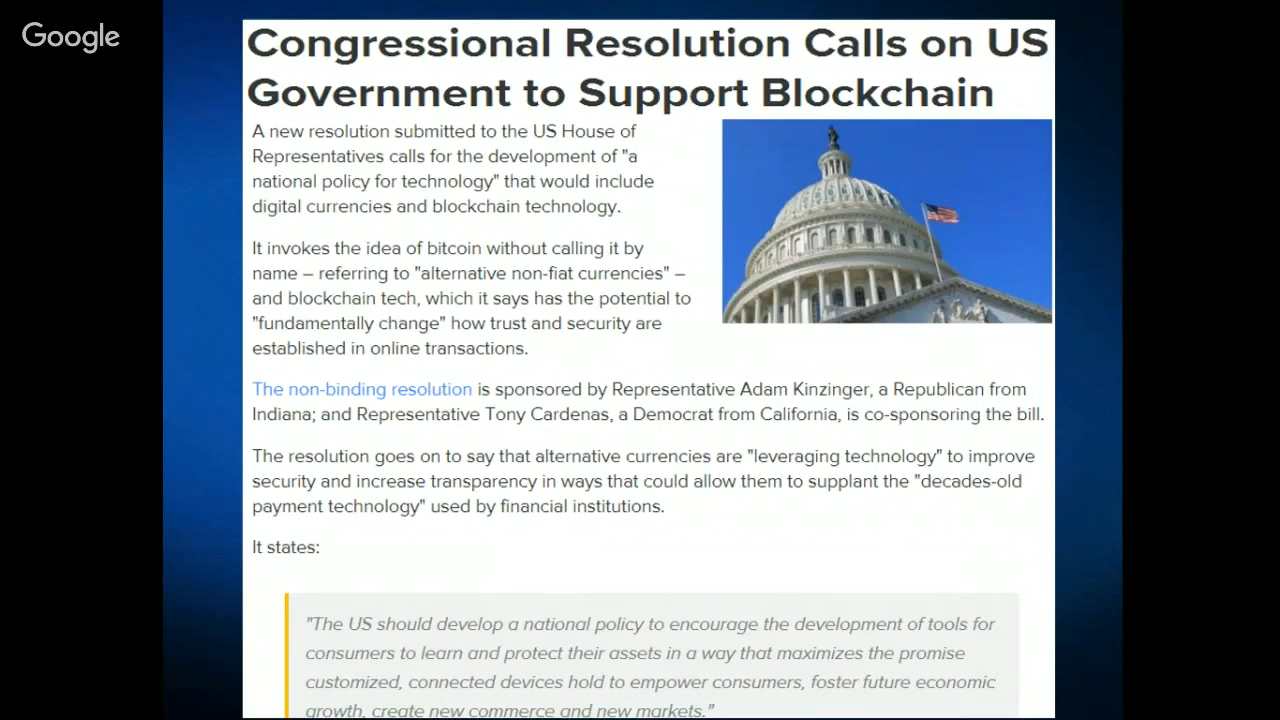 Google
Congressional Resolution Calls on US
Government to Support Blockchain
A new resolution submitted to the US House of
Representatives calls for the development of "a
national policy for technology" that would include
digital currencies and blockchain technology.
It invokes the idea of bitcoin without calling it by
name – referring to "alternative non-fiat currencies" –
and blockchain tech, which it says has the potential to
"fundamentally change" how trust and security are
established in online transactions.
The non-binding resolution is sponsored by Representative Adam Kinzinger, a Republican from
Indiana; and Representative Tony Cardenas, a Democrat from California, is co-sponsoring the bill.
The resolution goes on to say that alternative currencies are "leveraging technology" to improve
security and increase transparency in ways that could allow them to supplant the "decades-old
payment technology" used by financial institutions.
It states:
"The US should develop a national policy to encourage the development of tools for
consumers to learn and protect their assets in a way that maximizes the promise
customized, connected devices hold to empower consumers, foster future economic
growth, create new commerce and new markets."